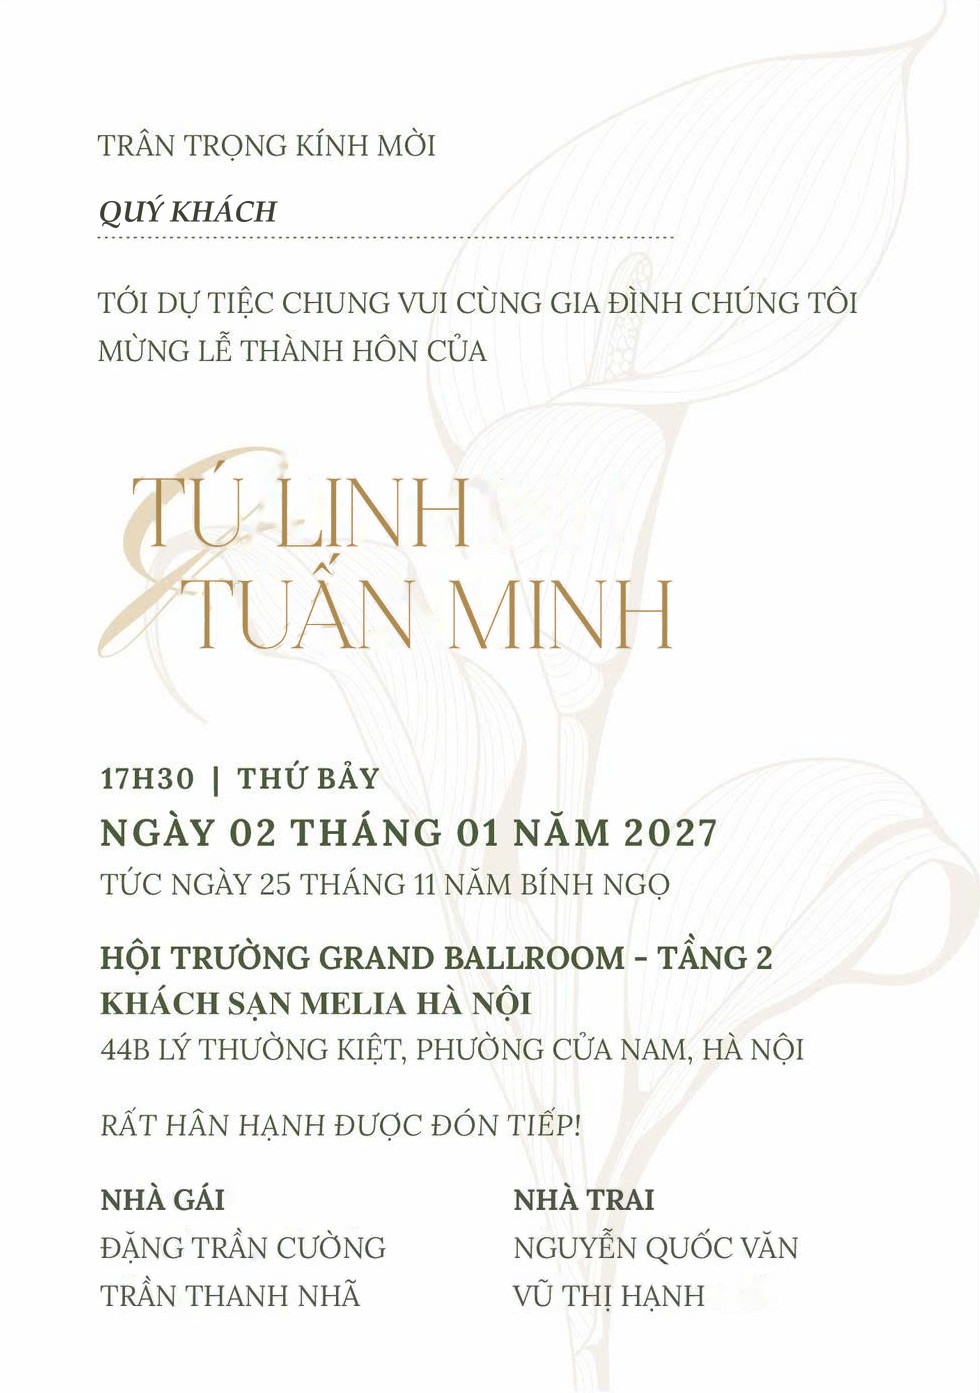 TRÂN TRỌNG KÍNH MỜI
QUÝ KHÁCH
TỚI DỰ TIỆC CHUNG VUI CÙNG GIA ĐÌNH CHÚNG TÔI
MỪNG LỄ THÀNH HÔN CỦA
TÚ LỊNH
&
TUẤN MINH
17H30 | THỨ BẢY
NGÀY 02 THÁNG 01 NĂM 2027
TỨC NGÀY 25 THÁNG 11 NĂM BÍNH NGỌ
HỘI TRƯỜNG GRAND BALLROOM - TẦNG 2
KHÁCH SẠN MELIA HÀ NỘI
44B LÝ THƯỜNG KIỆT, PHƯỜNG CỬA NAM, HÀ NỘI
RẤT HÂN HẠNH ĐƯỢC ĐÓN TIẾP!
NHÀ GÁI
ĐẶNG TRẦN CƯỜNG
TRẦN THANH NHÃ
NHÀ TRAI
NGUYỄN QUỐC VĂN
VŨ THỊ HẠNH